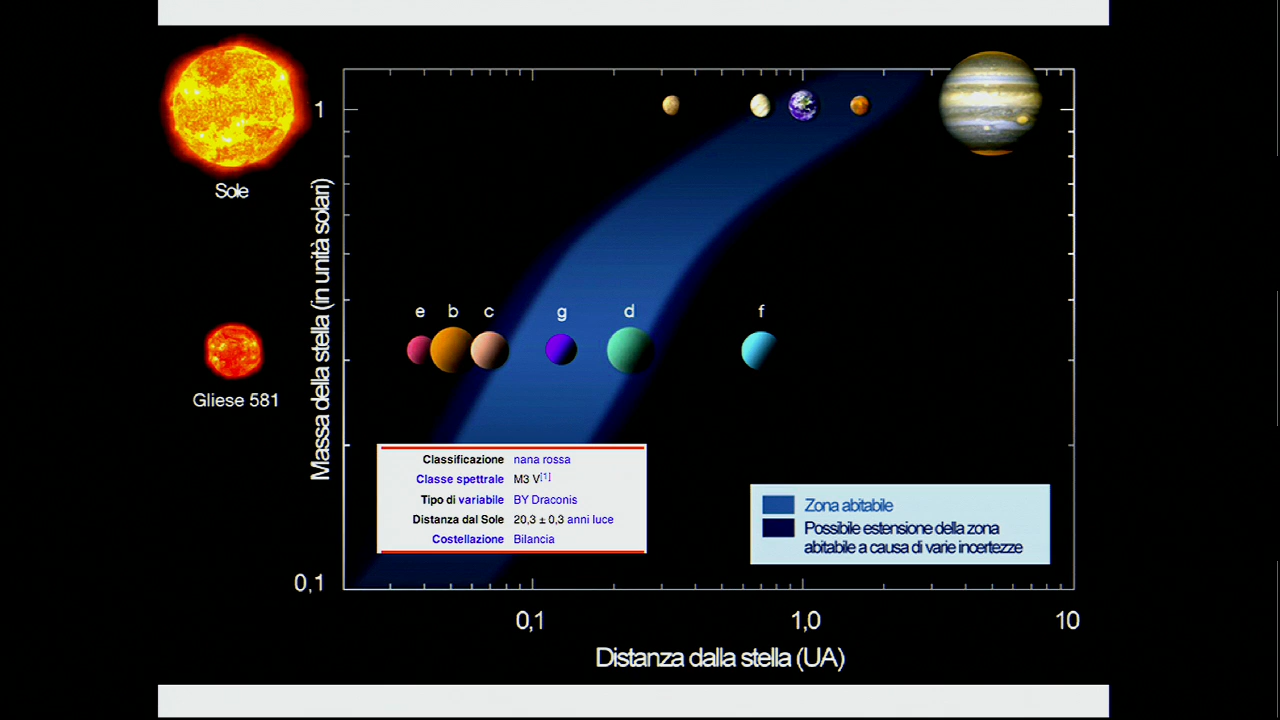 1
Sole
Massa della stella (in unità solari)
e b c g d f
Gliese 581
Classificazione nana rossa
Classe spettrale M3 V[1]
Tipo di variabile BY Draconis
Distanza dal Sole 20,3 ± 0,3 anni luce
Costellazione Bilancia
Zona abitabile
Possibile estensione della zona
abitabile a causa di varie incertezze
0,1
0,1 1,0 10
Distanza dalla stella (UA)